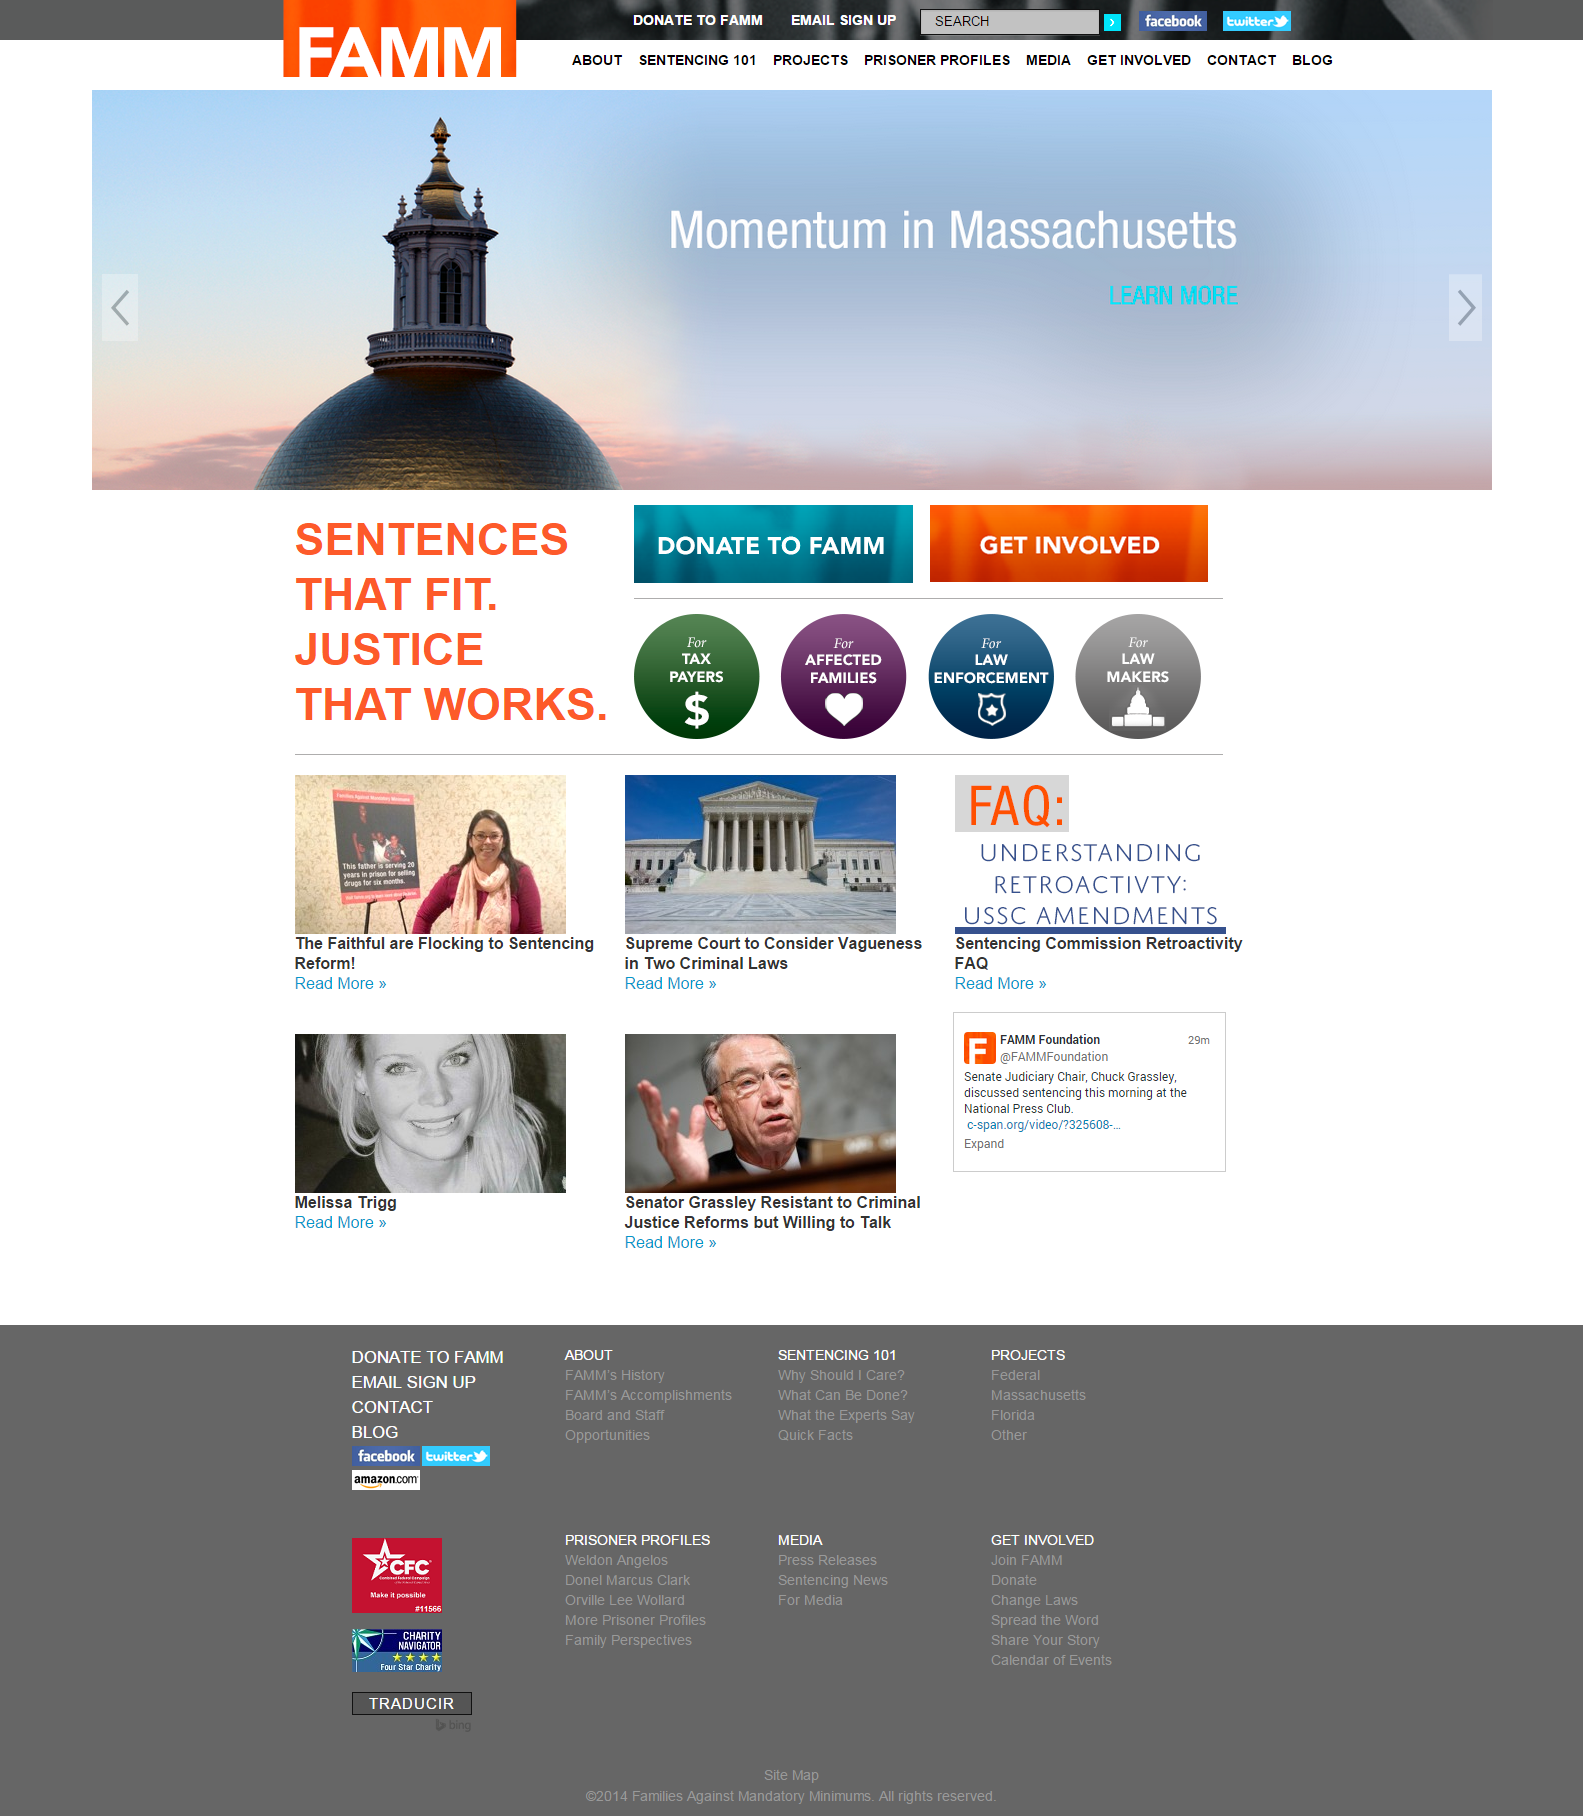 FAMM
DONATE TO FAMM
EMAIL SIGN UP
SEARCH
facebook
twitter
ABOUT
SENTENCING 101
PROJECTS
PRISONER PROFILES
MEDIA
GET INVOLVED
CONTACT
BLOG
Momentum in Massachusetts
LEARN MORE
SENTENCES
THAT FIT.
JUSTICE
THAT WORKS.
DONATE TO FAMM
GET INVOLVED
For
TAX
PAYERS
$
For
AFFECTED
FAMILIES
For
LAW
ENFORCEMENT
For
LAW
MAKERS
Families Against Mandatory Minimums
This father is serving 20
years in prison for selling
drugs for six months.
The Faithful are Flocking to Sentencing
Reform!
Read More »
Supreme Court to Consider Vagueness
in Two Criminal Laws
Read More »
FAQ:
UNDERSTANDING
RETROACTIVTY:
USSC AMENDMENTS
Sentencing Commission Retroactivity
FAQ
Read More »
Melissa Trigg
Read More »
Senator Grassley Resistant to Criminal
Justice Reforms but Willing to Talk
Read More »
F
FAMM Foundation 29m
@FAMMFoundation
Senate Judiciary Chair, Chuck Grassley,
discussed sentencing this morning at the
National Press Club.
c-span.org/video/?325608-...
Expand
DONATE TO FAMM
EMAIL SIGN UP
CONTACT
BLOG
facebook
twitter
amazon.com
ABOUT
FAMM's History
FAMM's Accomplishments
Board and Staff
Opportunities
SENTENCING 101
Why Should I Care?
What Can Be Done?
What the Experts Say
Quick Facts
PROJECTS
Federal
Massachusetts
Florida
Other
CFC
Combined Federal Campaign
Make it possible
#11566
CHARITY
NAVIGATOR
Four Star Charity
TRADUCIR
bing
PRISONER PROFILES
Weldon Angelos
Donel Marcus Clark
Orville Lee Wollard
More Prisoner Profiles
Family Perspectives
MEDIA
Press Releases
Sentencing News
For Media
GET INVOLVED
Join FAMM
Donate
Change Laws
Spread the Word
Share Your Story
Calendar of Events
Site Map
©2014 Families Against Mandatory Minimums. All rights reserved.